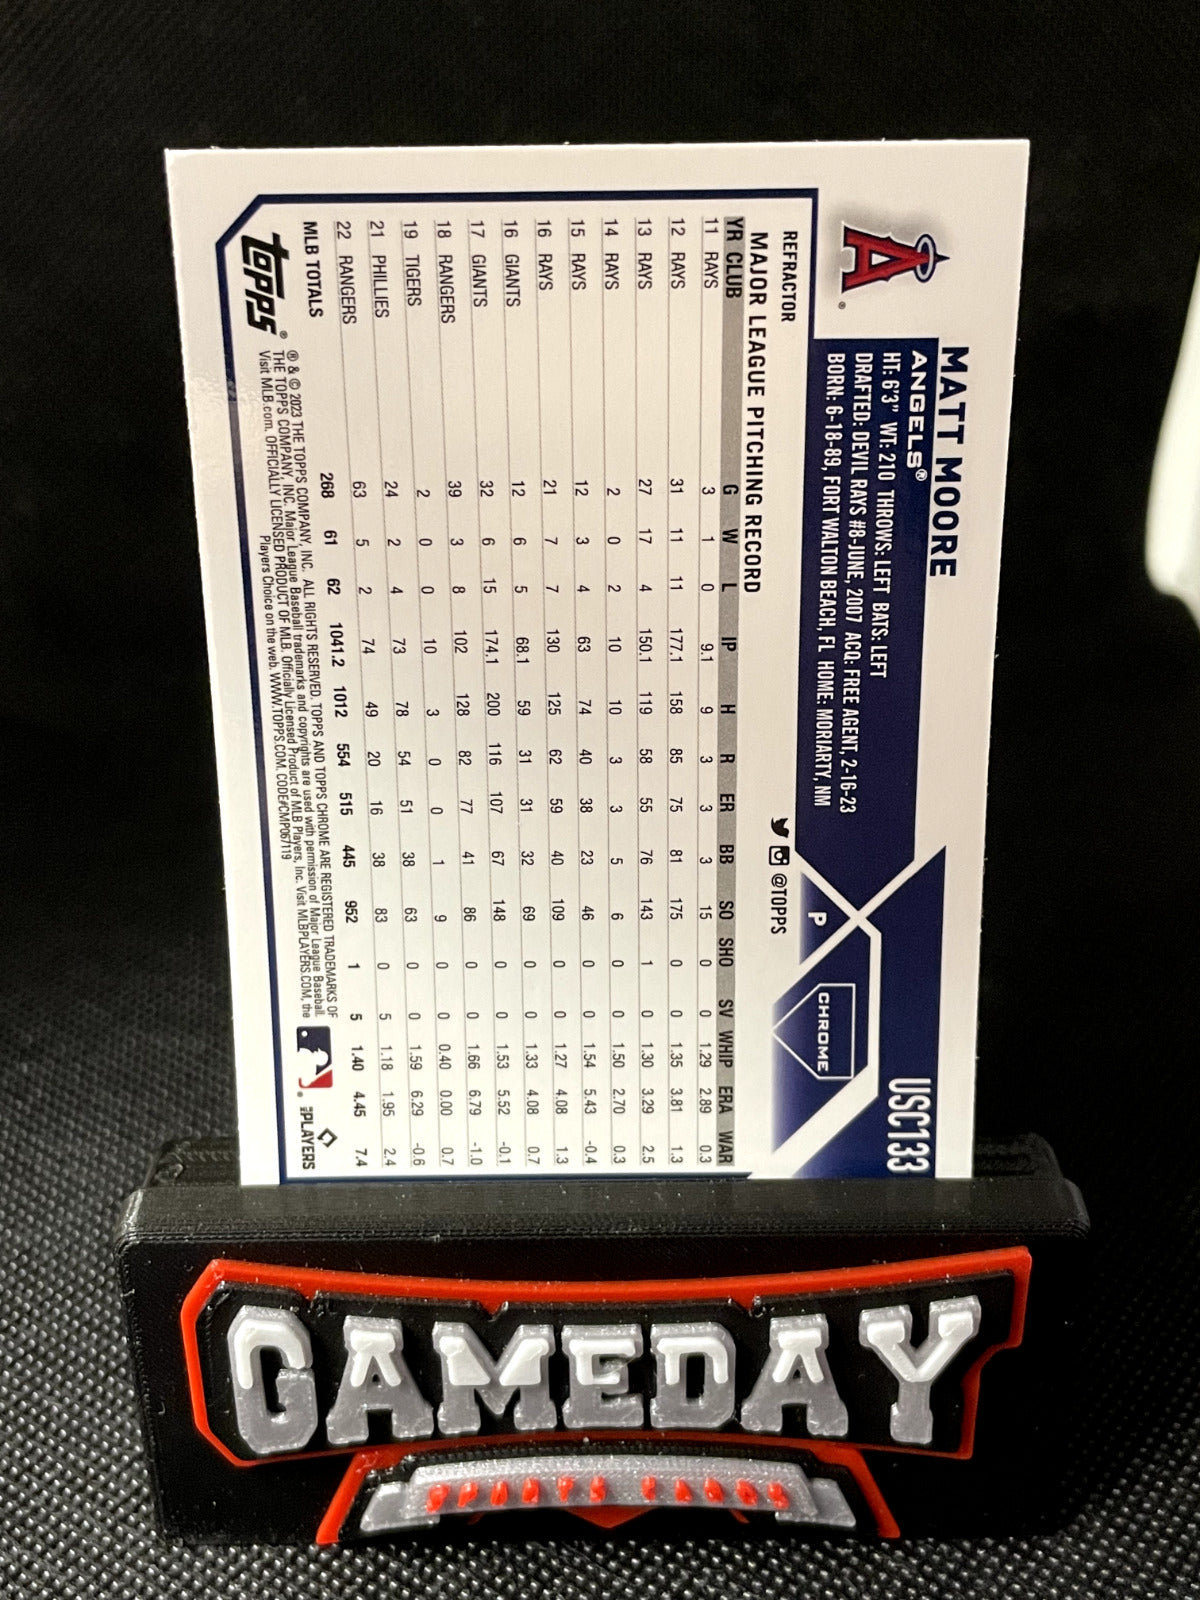 MATT MOORE
USC133
A
ANGELS®
HT: 6'3" WT: 210 THROWS: LEFT BATS: LEFT
DRAFTED: DEVIL RAYS #8-JUNE, 2007 ACQ: FREE AGENT, 2-16-23
BORN: 6-18-89, FORT WALTON BEACH, FL HOME: MORIARTY, NM
P
CHROME
REFRACTOR
@TOPPS
MAJOR LEAGUE PITCHING RECORD
YR CLUB G W L IP H R ER BB SO SHO SV WHIP ERA WAR
11 RAYS 3 1 0 9.1 9 3 3 3 15 0 0 1.29 2.89 0.3
12 RAYS 31 11 11 177.1 158 85 75 81 175 0 0 1.35 3.81 1.3
13 RAYS 27 17 4 150.1 119 58 55 76 143 1 0 1.30 3.29 2.5
14 RAYS 2 0 2 10 10 3 3 5 6 0 0 1.50 2.70 0.3
15 RAYS 12 3 4 63 74 40 38 23 46 0 0 1.54 5.43 -0.4
16 RAYS 21 7 7 130 125 62 59 40 109 0 0 1.27 4.08 1.3
16 GIANTS 12 6 5 68.1 59 31 31 32 69 0 0 1.33 4.08 0.7
17 GIANTS 32 6 15 174.1 200 116 107 67 148 0 0 1.53 5.52 -0.1
18 RANGERS 39 3 8 102 128 82 77 41 86 0 0 1.66 6.79 -1.0
19 TIGERS 2 0 0 10 3 0 0 1 9 0 0 0.40 0.00 0.7
21 PHILLIES 24 2 4 73 78 54 51 38 63 0 0 1.59 6.29 -0.6
22 RANGERS 63 5 2 74 49 20 16 38 83 0 5 1.18 1.95 2.4
MLB TOTALS 268 61 62 1041.2 1012 554 515 445 952 1 5 1.40 4.45 7.4
topps®
® & © 2023 THE TOPPS COMPANY, INC. ALL RIGHTS RESERVED. TOPPS AND TOPPS CHROME ARE REGISTERED TRADEMARKS OF
THE TOPPS COMPANY, INC. Major League Baseball trademarks and copyrights are used with permission of Major League Baseball.
Visit MLB.com. OFFICIALLY LICENSED PRODUCT OF MLB. Officially Licensed Product of MLB Players, Inc. Visit MLBPLAYERS.COM, the
Players Choice on the web. WWW.TOPPS.COM. CODE#CMP067119
MLB PLAYERS
GAMEDAY
SPORTS CARDS